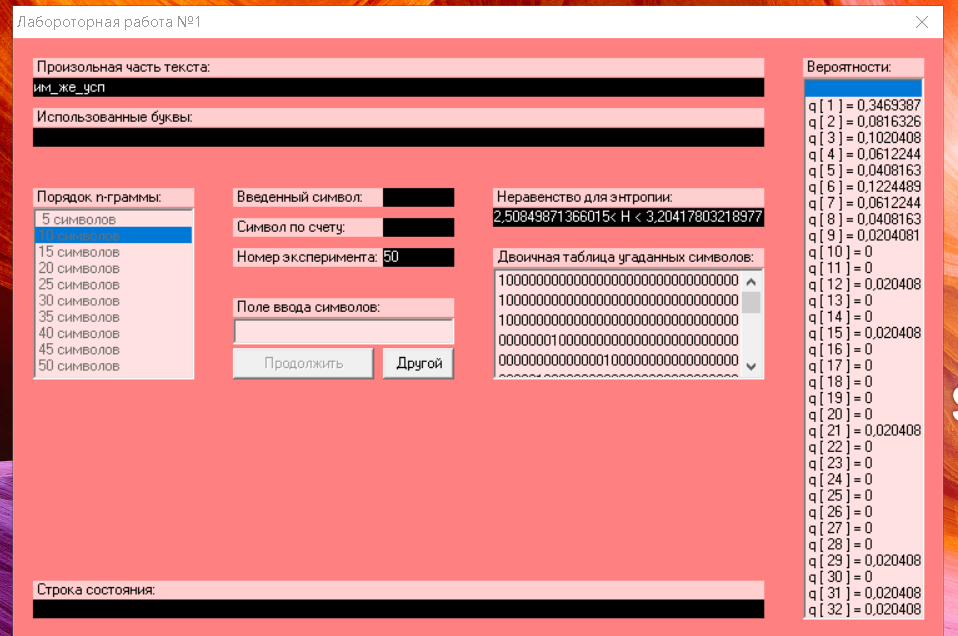 Лабороторная работа №1
Произольная часть текста:
им_же_усп
Использованные буквы:
Порядок n-граммы:
5 символов
10 символов
15 символов
20 символов
25 символов
30 символов
35 символов
40 символов
45 символов
50 символов
Введенный символ:
Символ по счету:
Номер эксперимента: 50
Поле ввода символов:
Продолжить
Другой
Неравенство для энтропии:
2,50849871366015< H < 3,20417803218977
Двоичная таблица угаданных символов:
10000000000000000000000000000000
10000000000000000000000000000000
10000000000000000000000000000000
00000001000000000000000000000000
00000000000000100000000000000000
Строка состояния:
Вероятности:
q [ 1 ] = 0,3469387
q [ 2 ] = 0,0816326
q [ 3 ] = 0,1020408
q [ 4 ] = 0,0612244
q [ 5 ] = 0,0408163
q [ 6 ] = 0,1224489
q [ 7 ] = 0,0612244
q [ 8 ] = 0,0408163
q [ 9 ] = 0,0204081
q [ 10 ] = 0
q [ 11 ] = 0
q [ 12 ] = 0,020408
q [ 13 ] = 0
q [ 14 ] = 0
q [ 15 ] = 0,020408
q [ 16 ] = 0
q [ 17 ] = 0
q [ 18 ] = 0
q [ 19 ] = 0
q [ 20 ] = 0
q [ 21 ] = 0,020408
q [ 22 ] = 0
q [ 23 ] = 0
q [ 24 ] = 0
q [ 25 ] = 0
q [ 26 ] = 0
q [ 27 ] = 0
q [ 28 ] = 0
q [ 29 ] = 0,020408
q [ 30 ] = 0
q [ 31 ] = 0,020408
q [ 32 ] = 0,020408